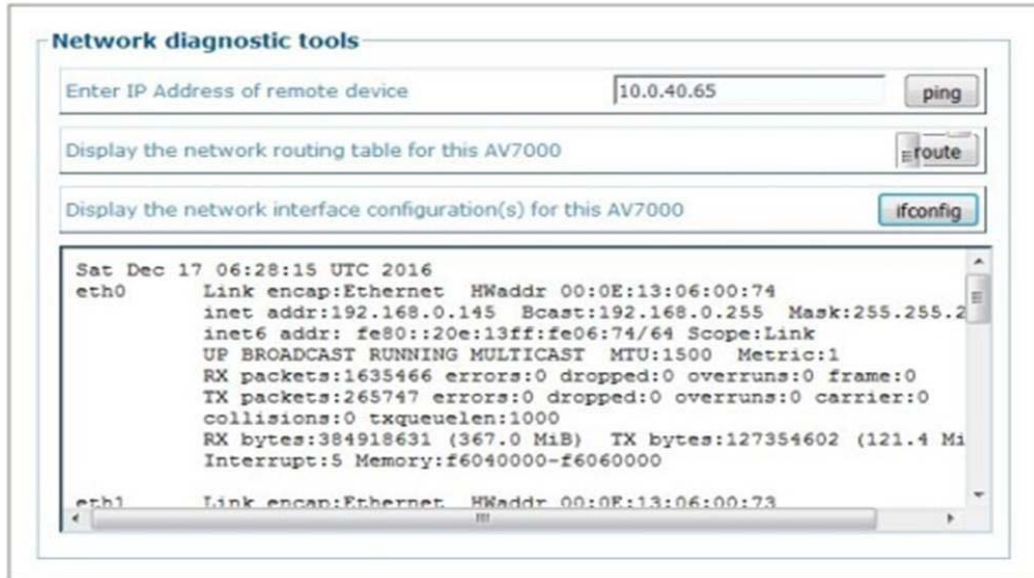 Network diagnostic tools
Enter IP Address of remote device 10.0.40.65 ping
Display the network routing table for this AV7000 route
Display the network interface configuration(s) for this AV7000 ifconfig
Sat Dec 17 06:28:15 UTC 2016
eth0 Link encap:Ethernet HWaddr 00:0E:13:06:00:74
inet addr:192.168.0.145 Bcast:192.168.0.255 Mask:255.255.2
inet6 addr: fe80::20e:13ff:fe06:74/64 Scope:Link
UP BROADCAST RUNNING MULTICAST MTU:1500 Metric:1
RX packets:1635466 errors:0 dropped:0 overruns:0 frame:0
TX packets:265747 errors:0 dropped:0 overruns:0 carrier:0
collisions:0 txqueuelen:1000
RX bytes:384918631 (367.0 MiB) TX bytes:127354602 (121.4 Mi
Interrupt:5 Memory:f6040000-f6060000
eth1 Link encap:Ethernet HWaddr 00:0E:13:06:00:73